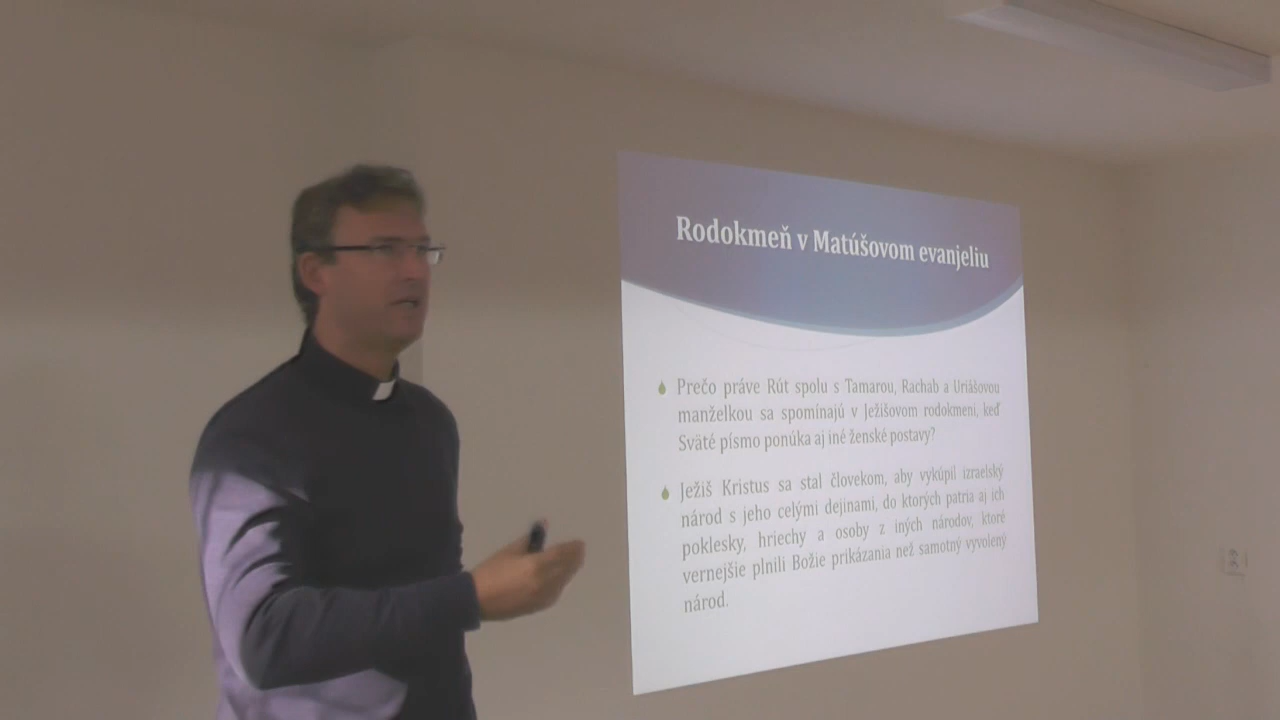 Rodokmeň v Matúšovom evanjeliu
Prečo práve Rút spolu s Tamarou, Rachab a Uriášovou
manželkou sa spomínajú v Ježišovom rodokmeni, keď
Sväté písmo ponúka aj iné ženské postavy?
Ježiš Kristus sa stal človekom, aby vykúpil izraelský
národ s jeho celými dejinami, do ktorých patria aj ich
poklesky, hriechy a osoby z iných národov, ktoré
vernejšie plnili Božie prikázania než samotný vyvolený
národ.